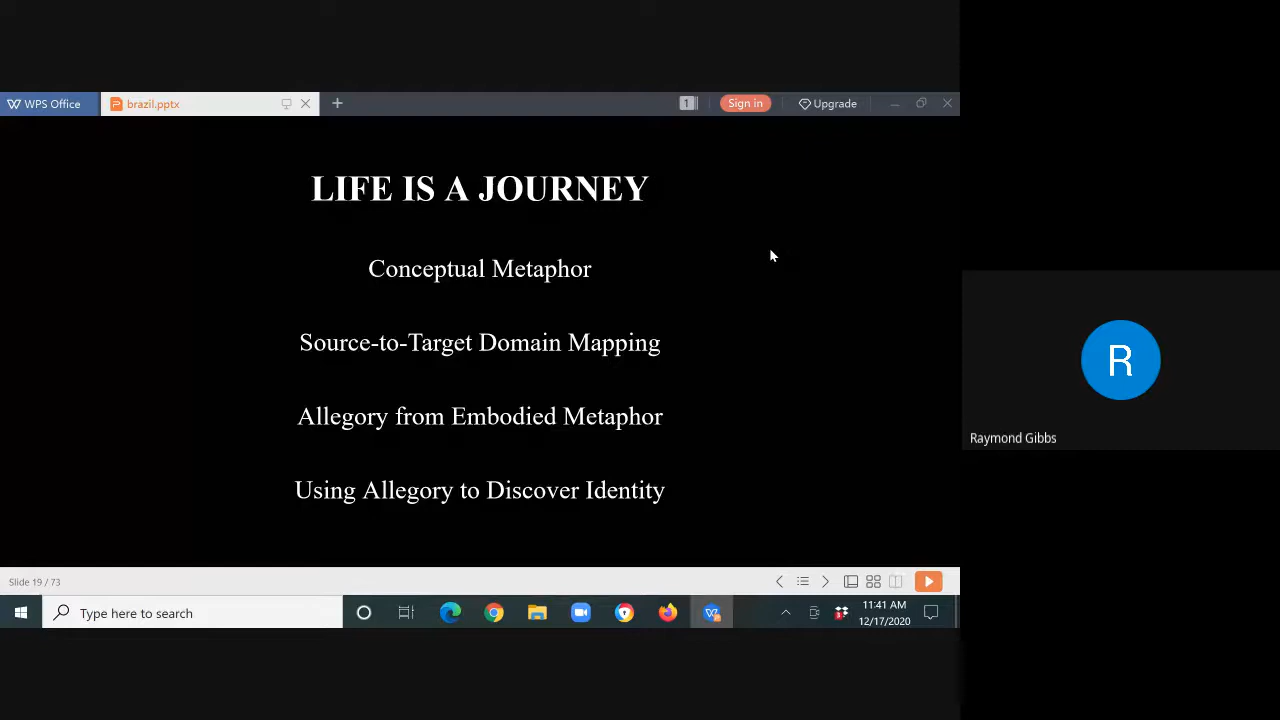 WPS Office
brazil.pptx
1
Sign in
Upgrade
LIFE IS A JOURNEY
Conceptual Metaphor
Source-to-Target Domain Mapping
Allegory from Embodied Metaphor
Using Allegory to Discover Identity
R
Raymond Gibbs
Slide 19 / 73
Type here to search
11:41 AM
12/17/2020